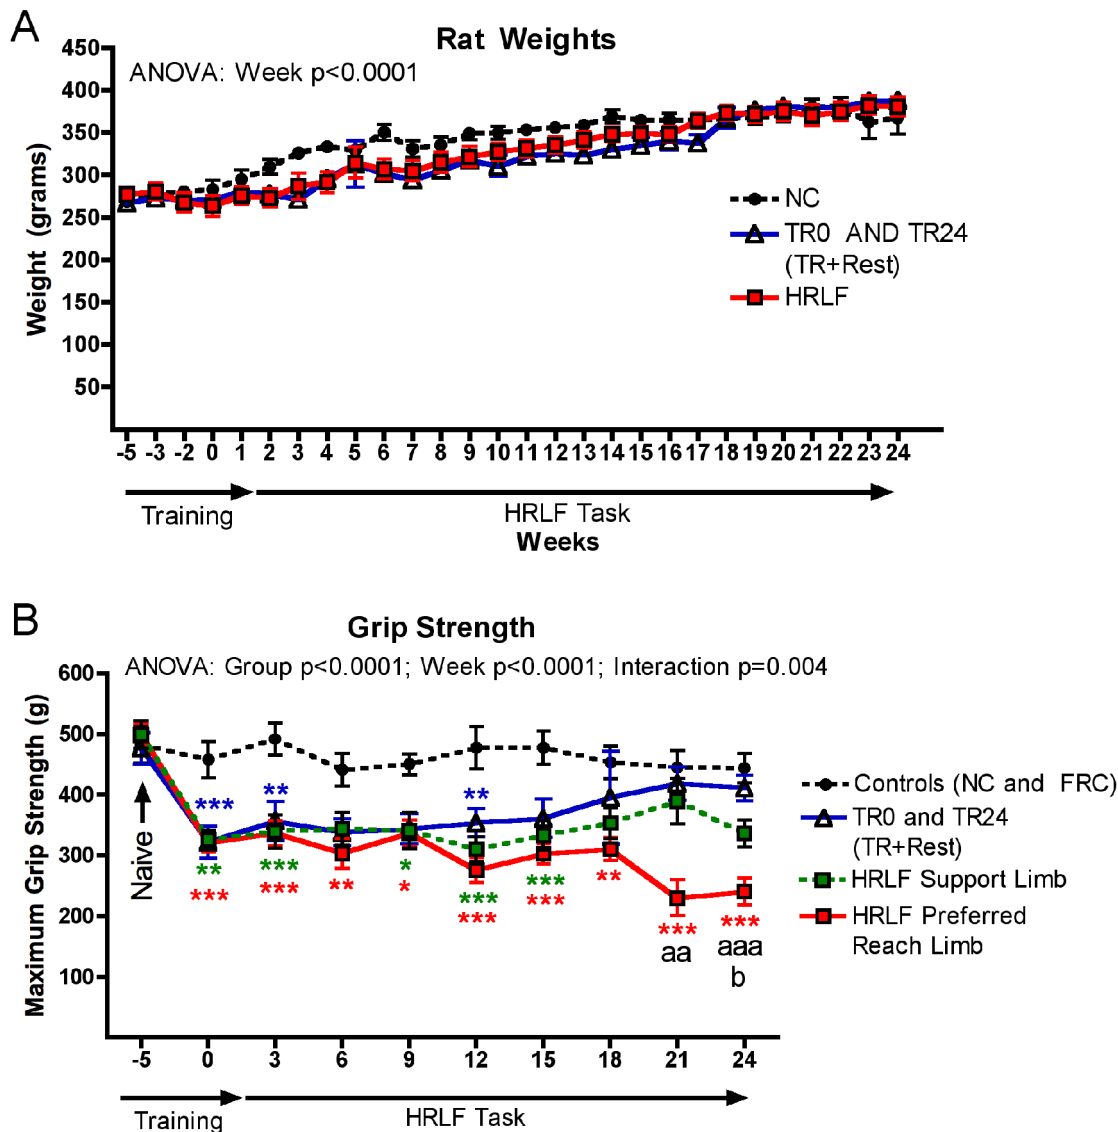 A
Rat Weights
ANOVA: Week p<0.0001
Weight (grams)
450
400
350
300
250
200
150
100
50
NC
TR0 AND TR24
(TR+Rest)
HRLF
-5 -3 -2 0 1 2 3 4 5 6 7 8 9 10 11 12 13 14 15 16 17 18 19 20 21 22 23 24
Training
HRLF Task
Weeks
B
Grip Strength
ANOVA: Group p<0.0001; Week p<0.0001; Interaction p=0.004
Maximum Grip Strength (g)
600
500
400
300
200
100
Naive
*** ** **
** *** * *** ***
*** *** ** * *** *** ** *** ***
aa aaa
b
Controls (NC and FRC)
TR0 and TR24
(TR+Rest)
HRLF Support Limb
HRLF Preferred
Reach Limb
-5 0 3 6 9 12 15 18 21 24
Training
HRLF Task